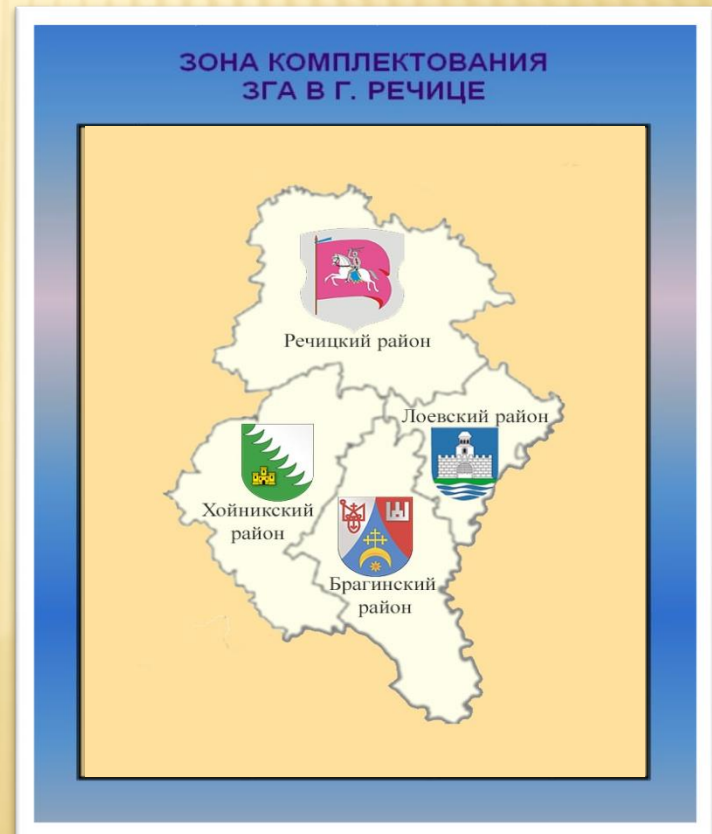 ЗОНА КОМПЛЕКТОВАНИЯ
ЗГА В Г. РЕЧИЦЕ
Речицкий район
Лоевский район
Хойникский
район
Брагинский
район